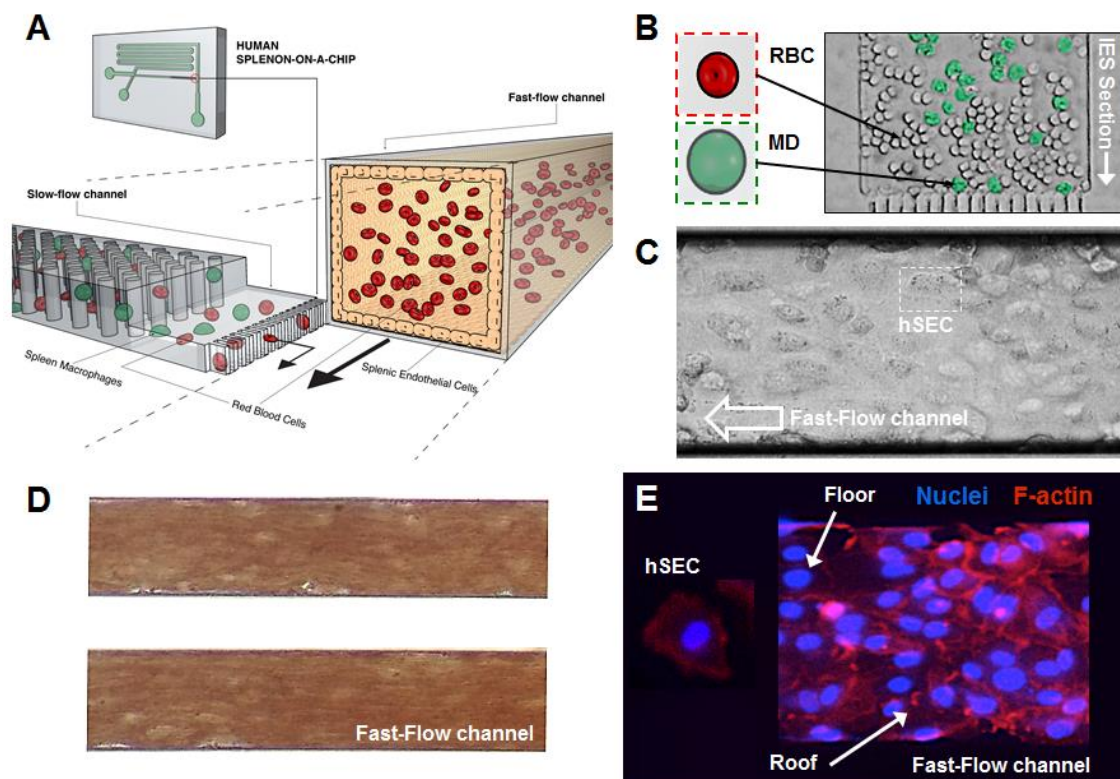 A
HUMAN
SPLENON-ON-A-CHIP
Fast-flow channel
Slow-flow channel
Spleen Macrophages
Red Blood Cells
Splenic Endothelial Cells
B
RBC
MD
IES Section
C
hSEC
Fast-Flow channel
D
Fast-Flow channel
E
Floor
Nuclei F-actin
hSEC
Roof
Fast-Flow channel